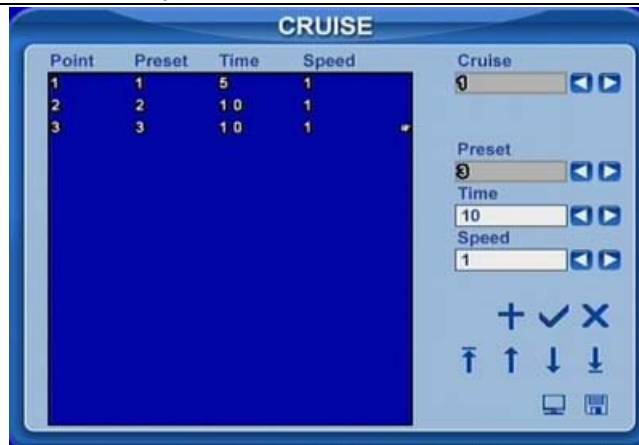 CRUISE
Point Preset Time Speed
1 1 5 1
2 2 10 1
3 3 10 1
Cruise
1
Preset
3
Time
10
Speed
1